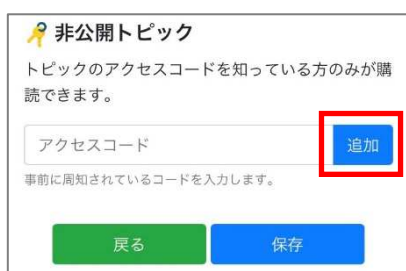 非公開トピック
トピックのアクセスコードを知っている方のみが購
読できます。
アクセスコード 追加
事前に周知されているコードを入力します。
戻る 保存